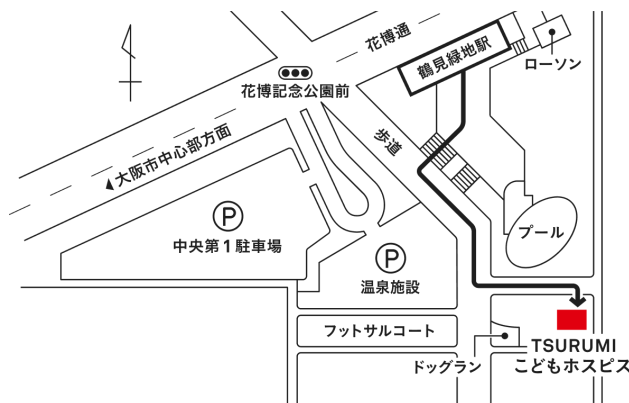 花博通
鶴見緑地駅
ローソン
花博記念公園前
歩道
▲大阪市中心部方面
P
中央第1駐車場
P
温泉施設
プール
フットサルコート
ドッグラン
TSURUMI
こどもホスピス